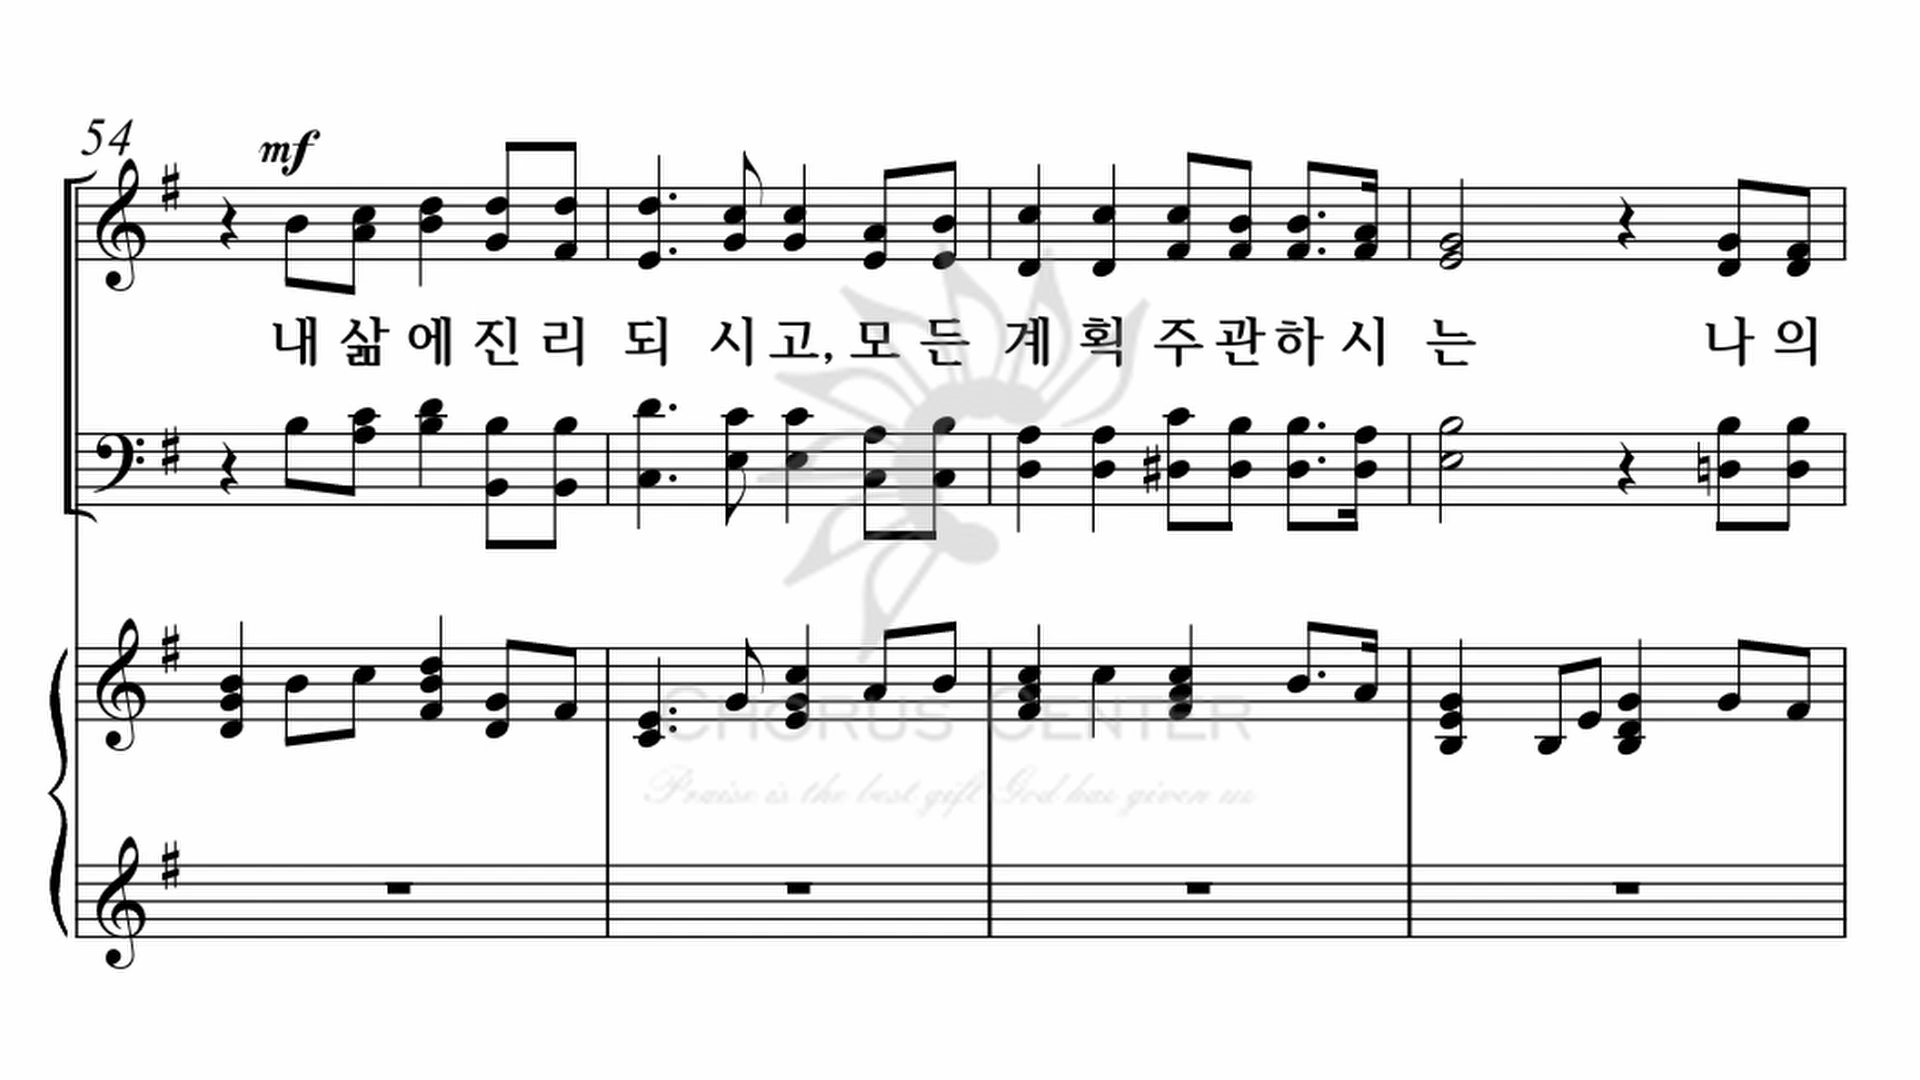 54
mf
내 삶 에 진 리 되 시 고, 모 든 계 획 주 관 하 시 는 나 의
CHORUS CENTER
Praise is the best gift God has given us